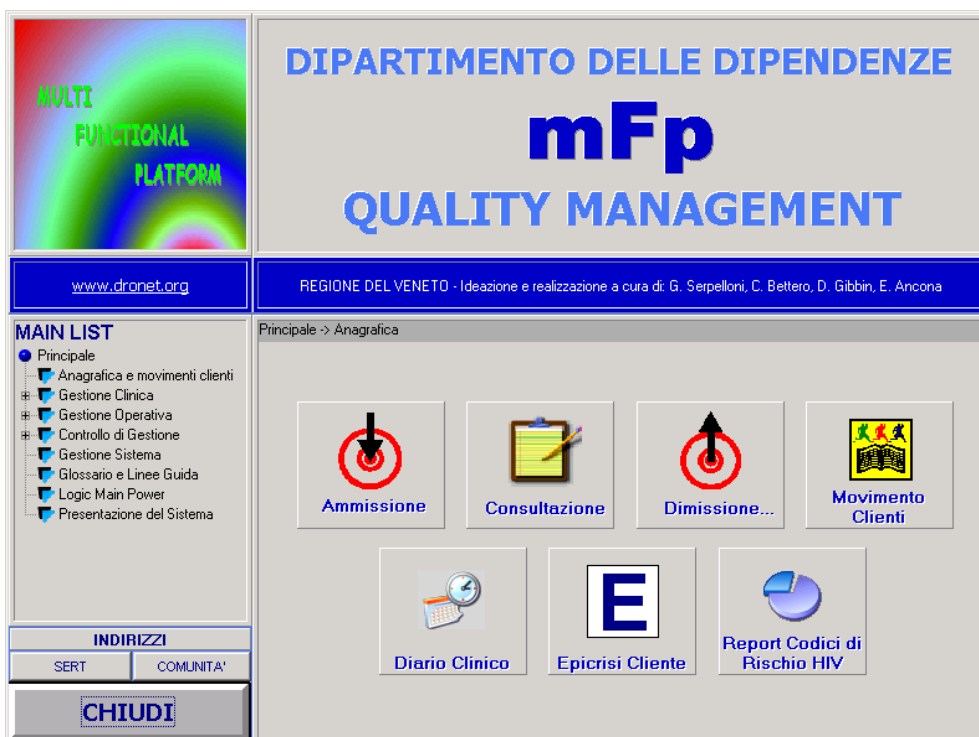 MULTI
FUNCTIONAL
PLATFORM
DIPARTIMENTO DELLE DIPENDENZE
mFp
QUALITY MANAGEMENT
www.dronet.org
REGIONE DEL VENETO - Ideazione e realizzazione a cura di: G. Serpelloni, C. Bettero, D. Gibbin, E. Ancona
MAIN LIST
Principale
Anagrafica e movimenti clienti
Gestione Clinica
Gestione Operativa
Controllo di Gestione
Gestione Sistema
Glossario e Linee Guida
Logic Main Power
Presentazione del Sistema
Principale -> Anagrafica
Ammissione
Consultazione
Dimissione...
Movimento
Clienti
Diario Clinico
E
Epicrisi Cliente
Report Codici di
Rischio HIV
INDIRIZZI
SERT
COMUNITA'
CHIUDI